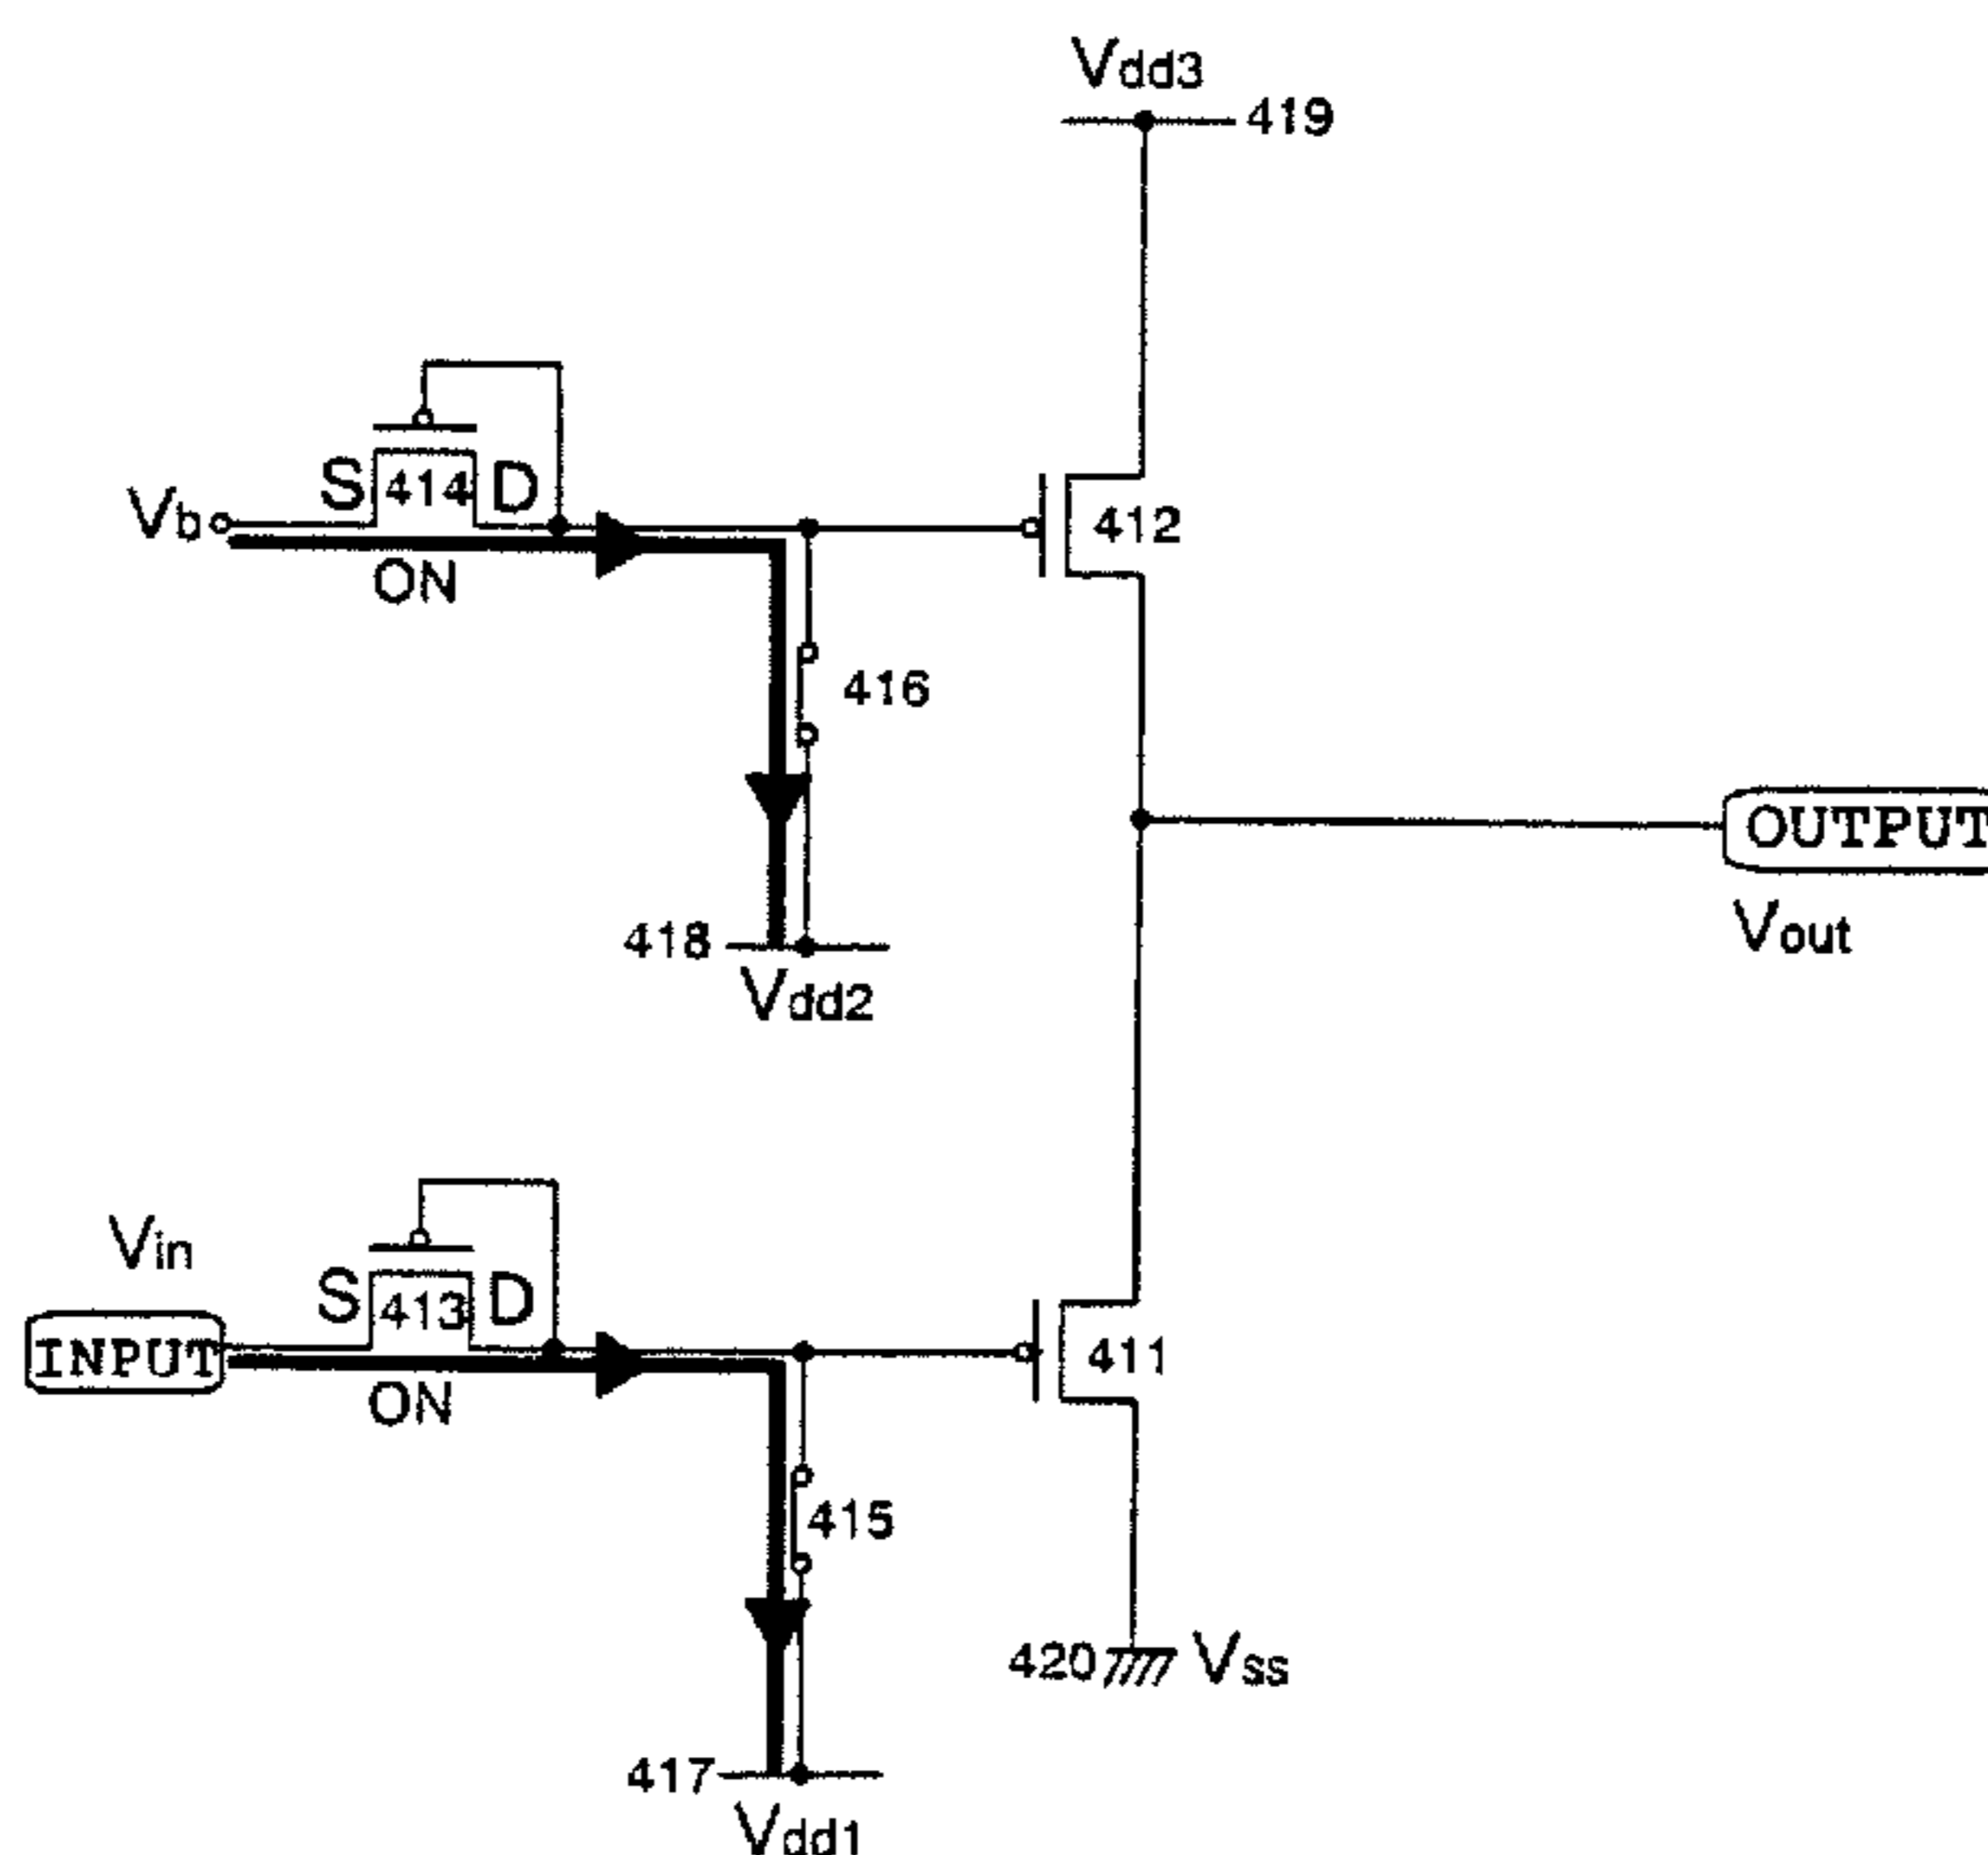 Vdd3
419
S 414 D
Vb
ON
412
416
OUTPUT
Vout
418
Vdd2
Vin
S 413 D
INPUT
ON
411
415
420 Vss
417
Vdd1